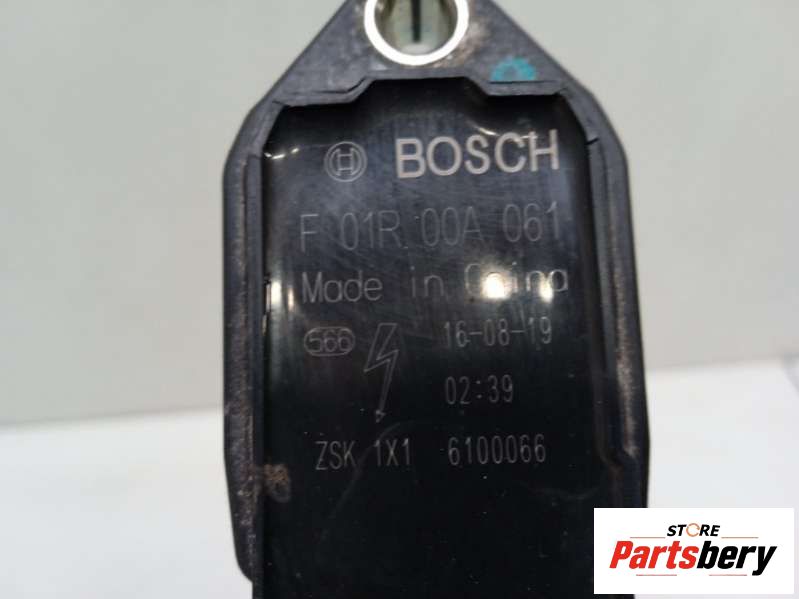 BOSCH
F 01R 00A 061
Made in China
566 16-08-19
02:39
ZSK 1X1 6100066
STORE
Partsbery